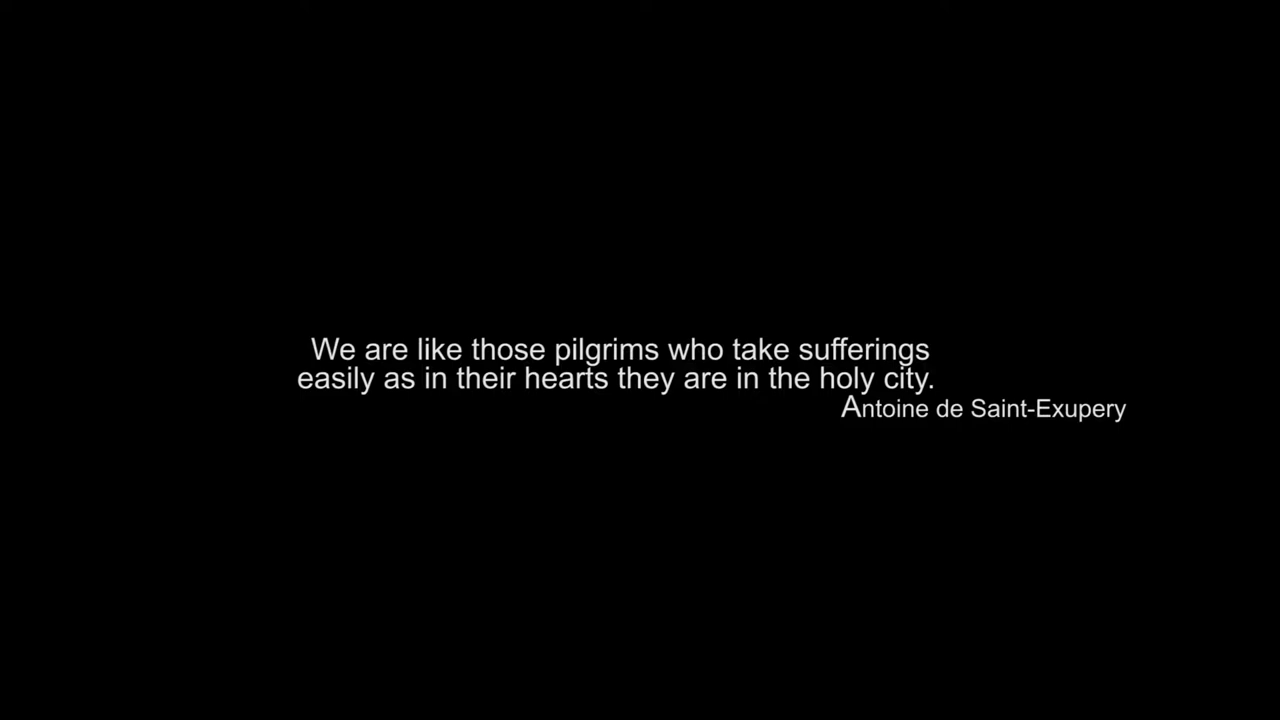 We are like those pilgrims who take sufferings
easily as in their hearts they are in the holy city.
Antoine de Saint-Exupery